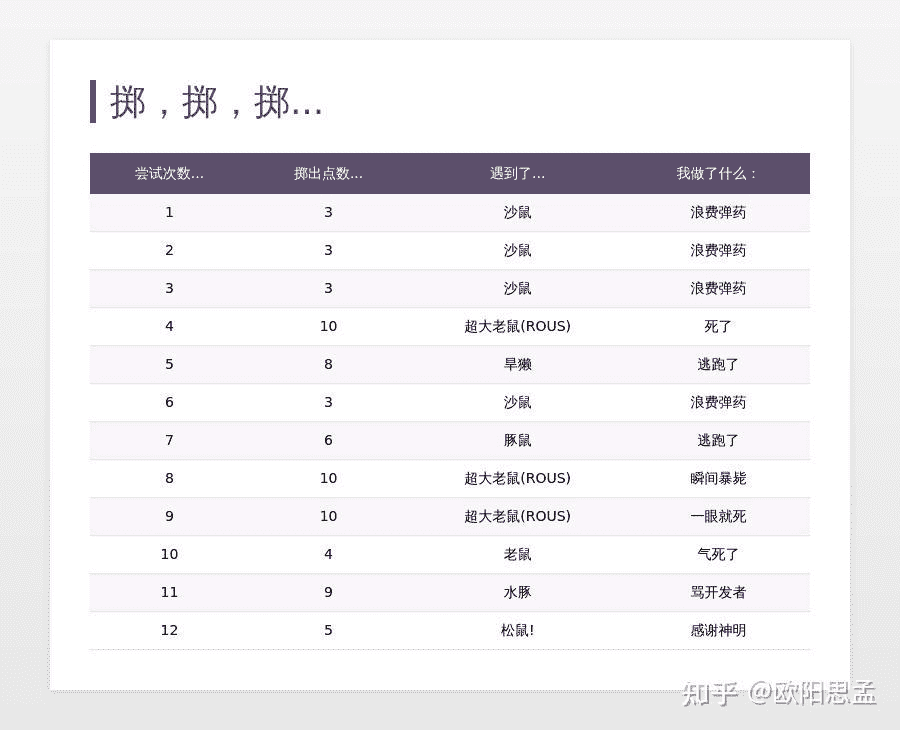 掷，掷，掷...
尝试次数... 掷出点数... 遇到了... 我做了什么：
1 3 沙鼠 浪费弹药
2 3 沙鼠 浪费弹药
3 3 沙鼠 浪费弹药
4 10 超大老鼠(ROUS) 死了
5 8 旱獭 逃跑了
6 3 沙鼠 浪费弹药
7 6 豚鼠 逃跑了
8 10 超大老鼠(ROUS) 瞬间暴毙
9 10 超大老鼠(ROUS) 一眼就死
10 4 老鼠 气死了
11 9 水豚 骂开发者
12 5 松鼠! 感谢神明
知乎 @欧阳思孟